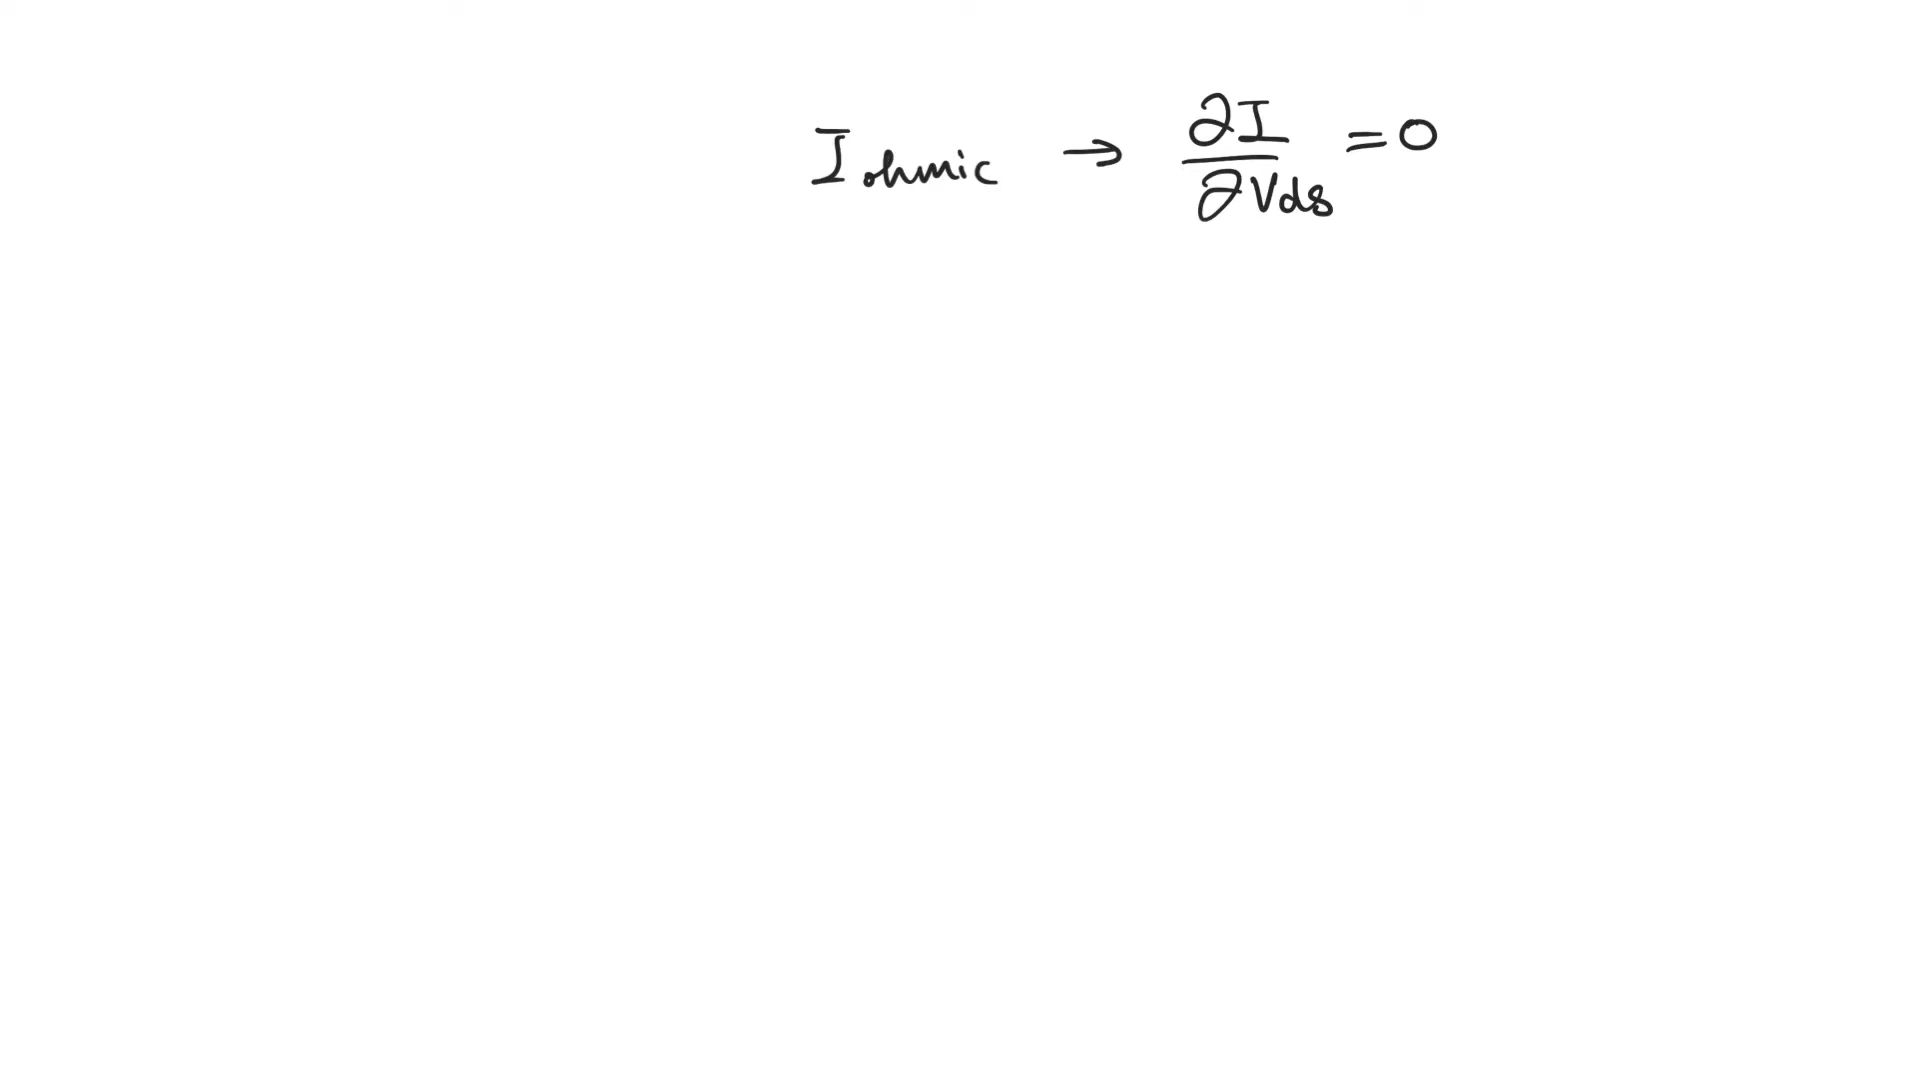 I ohmic → ∂I/∂Vds = 0